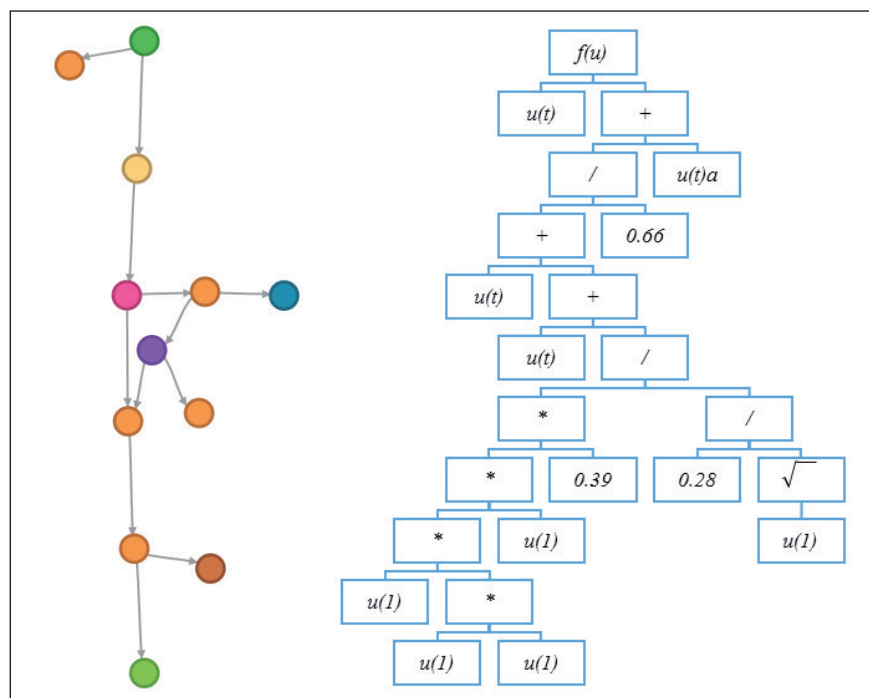 f(u)
u(t) +
/ u(t)a
+ 0.66
u(t) +
u(t) /
* /
* 0.39 0.28 √
* u(1) u(1)
u(1) *
u(1) u(1)